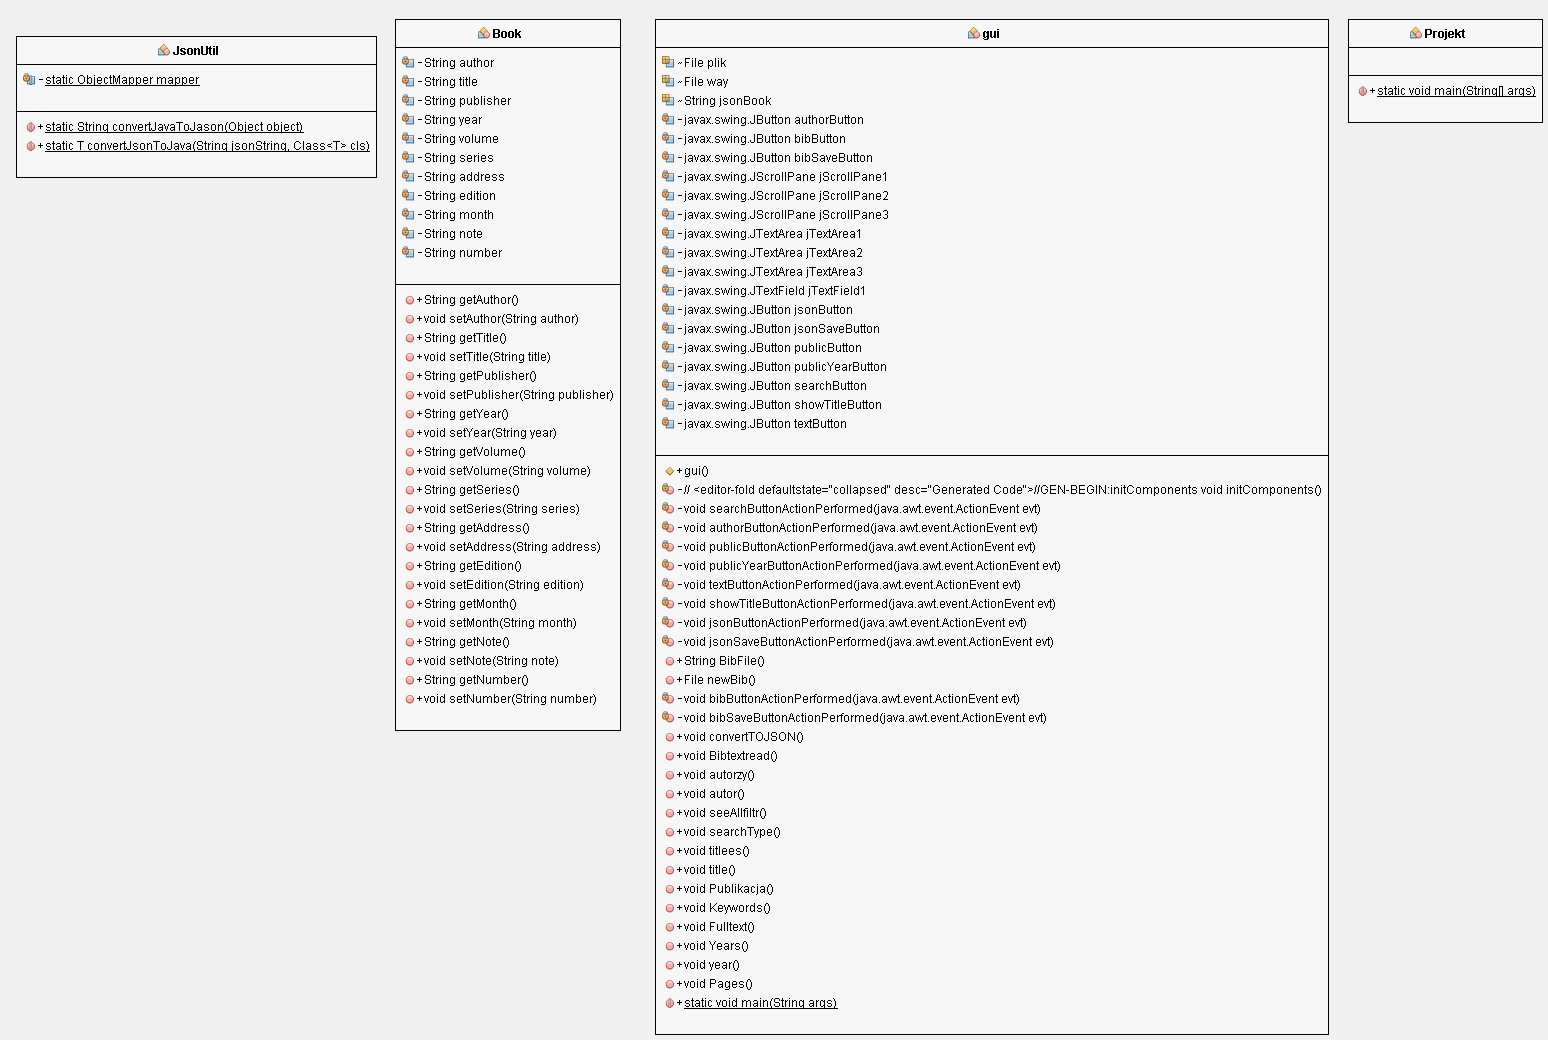 JsonUtil
-static ObjectMapper mapper
+static String convertJavaToJason(Object object)
+static T convertJsonToJava(String jsonString, Class<T> cls)
Book
-String author
-String title
-String publisher
-String year
-String volume
-String series
-String address
-String edition
-String month
-String note
-String number
+String getAuthor()
+void setAuthor(String author)
+String getTitle()
+void setTitle(String title)
+String getPublisher()
+void setPublisher(String publisher)
+String getYear()
+void setYear(String year)
+String getVolume()
+void setVolume(String volume)
+String getSeries()
+void setSeries(String series)
+String getAddress()
+void setAddress(String address)
+String getEdition()
+void setEdition(String edition)
+String getMonth()
+void setMonth(String month)
+String getNote()
+void setNote(String note)
+String getNumber()
+void setNumber(String number)
gui
~File plik
~File way
~String jsonBook
-javax.swing.JButton authorButton
-javax.swing.JButton bibButton
-javax.swing.JButton bibSaveButton
-javax.swing.JScrollPane jScrollPane1
-javax.swing.JScrollPane jScrollPane2
-javax.swing.JScrollPane jScrollPane3
-javax.swing.JTextArea jTextArea1
-javax.swing.JTextArea jTextArea2
-javax.swing.JTextArea jTextArea3
-javax.swing.JTextField jTextField1
-javax.swing.JButton jsonButton
-javax.swing.JButton jsonSaveButton
-javax.swing.JButton publicButton
-javax.swing.JButton publicYearButton
-javax.swing.JButton searchButton
-javax.swing.JButton showTitleButton
-javax.swing.JButton textButton
+gui()
-// <editor-fold defaultstate="collapsed" desc="Generated Code">//GEN-BEGIN:initComponents void initComponents()
-void searchButtonActionPerformed(java.awt.event.ActionEvent evt)
-void authorButtonActionPerformed(java.awt.event.ActionEvent evt)
-void publicButtonActionPerformed(java.awt.event.ActionEvent evt)
-void publicYearButtonActionPerformed(java.awt.event.ActionEvent evt)
-void textButtonActionPerformed(java.awt.event.ActionEvent evt)
-void showTitleButtonActionPerformed(java.awt.event.ActionEvent evt)
-void jsonButtonActionPerformed(java.awt.event.ActionEvent evt)
-void jsonSaveButtonActionPerformed(java.awt.event.ActionEvent evt)
+String BibFile()
+File newBib()
-void bibButtonActionPerformed(java.awt.event.ActionEvent evt)
-void bibSaveButtonActionPerformed(java.awt.event.ActionEvent evt)
+void convertTOJSON()
+void Bibtextread()
+void autorzy()
+void autor()
+void seeAllfiltr()
+void searchType()
+void titlees()
+void title()
+void Publikacja()
+void Keywords()
+void Fulltext()
+void Years()
+void year()
+void Pages()
+static void main(String args)
Projekt
+static void main(String[] args)